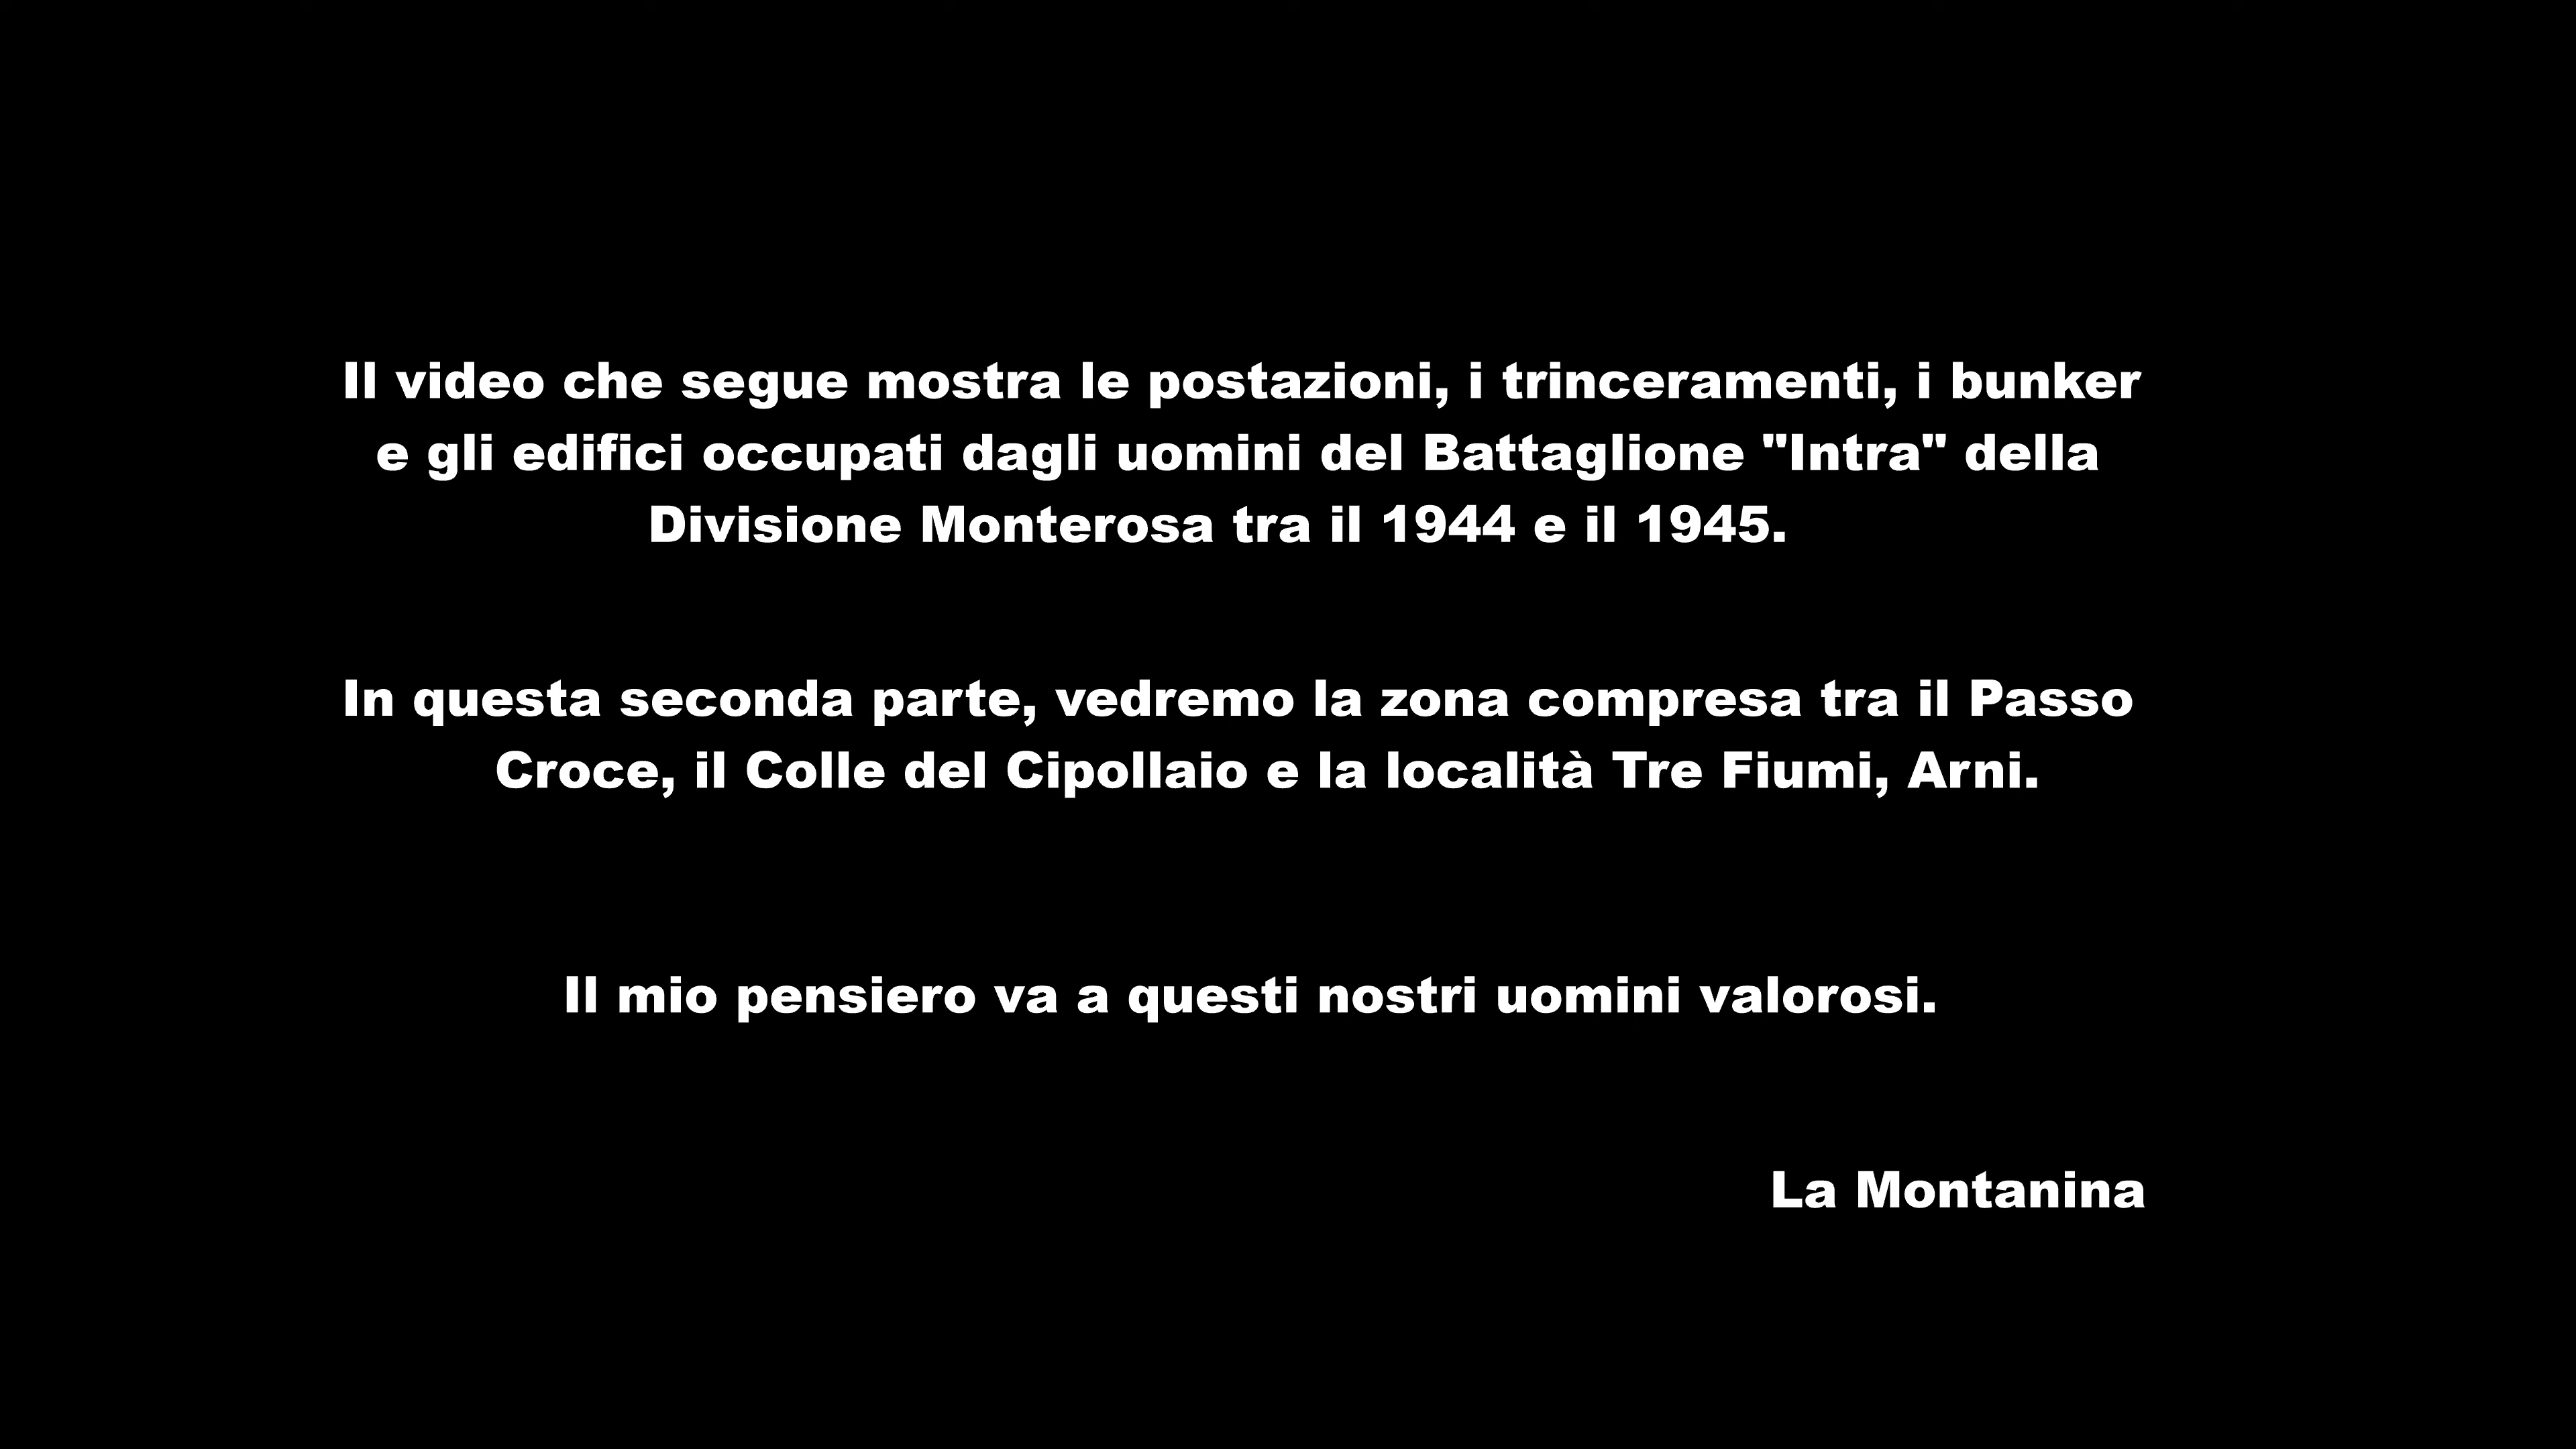 Il video che segue mostra le postazioni, i trinceramenti, i bunker
e gli edifici occupati dagli uomini del Battaglione "Intra" della
Divisione Monterosa tra il 1944 e il 1945.
In questa seconda parte, vedremo la zona compresa tra il Passo
Croce, il Colle del Cipollaio e la località Tre Fiumi, Arni.
Il mio pensiero va a questi nostri uomini valorosi.
La Montanina